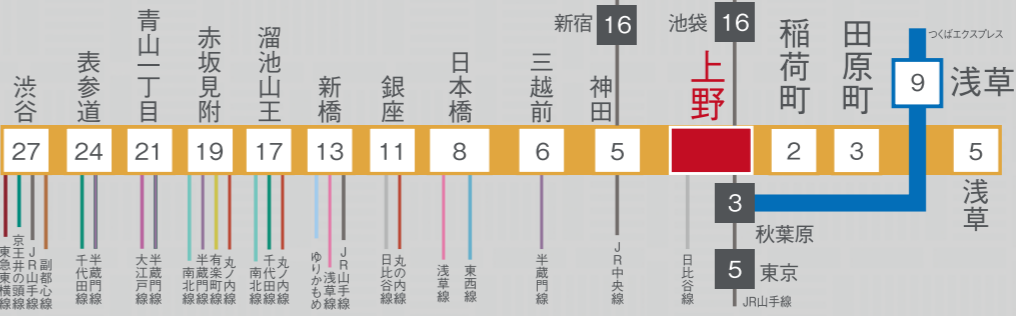 新宿 16
池袋 16
つくばエクスプレス
9 浅草
渋谷
表参道
青山一丁目
赤坂見附
溜池山王
新橋
銀座
日本橋
三越前
神田
上野
稲荷町
田原町
27 24 21 19 17 13 11 8 6 5 2 3 5
浅草
3
秋葉原
5 東京
JR山手線
東急東横線
京王井の頭線
JR山手線
副都心線
千代田線
半蔵門線
大江戸線
半蔵門線
南北線
半蔵門線
有楽町線
丸ノ内線
南北線
千代田線
丸ノ内線
ゆりかもめ
浅草線
JR山手線
日比谷線
丸の内線
浅草線
東西線
半蔵門線
JR中央線
日比谷線